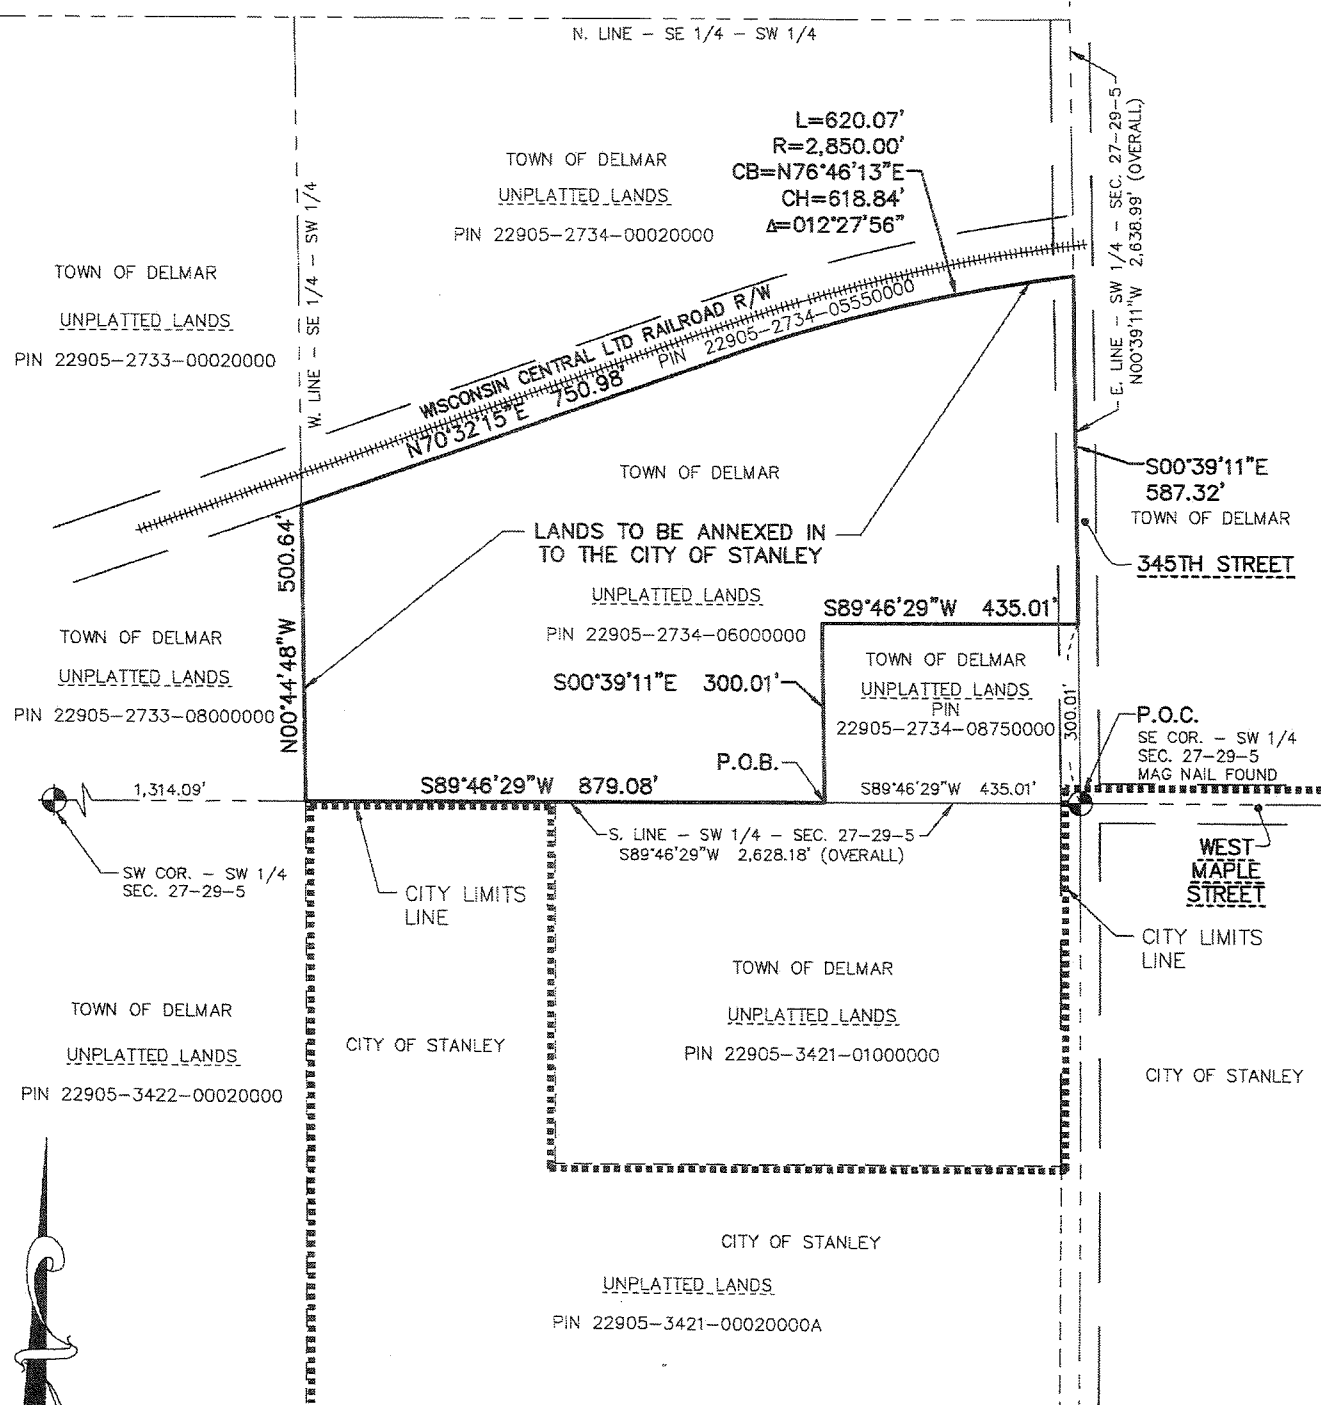 N. LINE - SE 1/4 - SW 1/4
L=620.07'
R=2,850.00'
CB=N76°46'13"E
CH=618.84'
Δ=012°27'56"
E. LINE - SW 1/4 - SEC. 27-29-5
N00°39'11"W 2,638.99' (OVERALL)
TOWN OF DELMAR
UNPLATTED LANDS
PIN 22905-2734-00020000
W. LINE - SE 1/4 - SW 1/4
TOWN OF DELMAR
UNPLATTED LANDS
PIN 22905-2733-00020000
WISCONSIN CENTRAL LTD RAILROAD R/W
PIN 22905-2734-05550000
N70°32'15"E 750.98'
TOWN OF DELMAR
S00°39'11"E
587.32'
TOWN OF DELMAR
345TH STREET
LANDS TO BE ANNEXED IN
TO THE CITY OF STANLEY
UNPLATTED LANDS
PIN 22905-2734-06000000
N00°44'48"W 500.64'
S89°46'29"W 435.01'
TOWN OF DELMAR
UNPLATTED LANDS
PIN 22905-2733-08000000
S00°39'11"E 300.01'
TOWN OF DELMAR
UNPLATTED LANDS
PIN
22905-2734-08750000
300.01'
P.O.C.
SE COR. - SW 1/4
SEC. 27-29-5
MAG NAIL FOUND
P.O.B.
1,314.09'
S89°46'29"W 879.08'
S89°46'29"W 435.01'
S. LINE - SW 1/4 - SEC. 27-29-5
S89°46'29"W 2,628.18' (OVERALL)
SW COR. - SW 1/4
SEC. 27-29-5
CITY LIMITS
LINE
WEST
MAPLE
STREET
CITY LIMITS
LINE
TOWN OF DELMAR
UNPLATTED LANDS
PIN 22905-3421-01000000
TOWN OF DELMAR
UNPLATTED LANDS
PIN 22905-3422-00020000
CITY OF STANLEY
CITY OF STANLEY
CITY OF STANLEY
UNPLATTED LANDS
PIN 22905-3421-00020000A